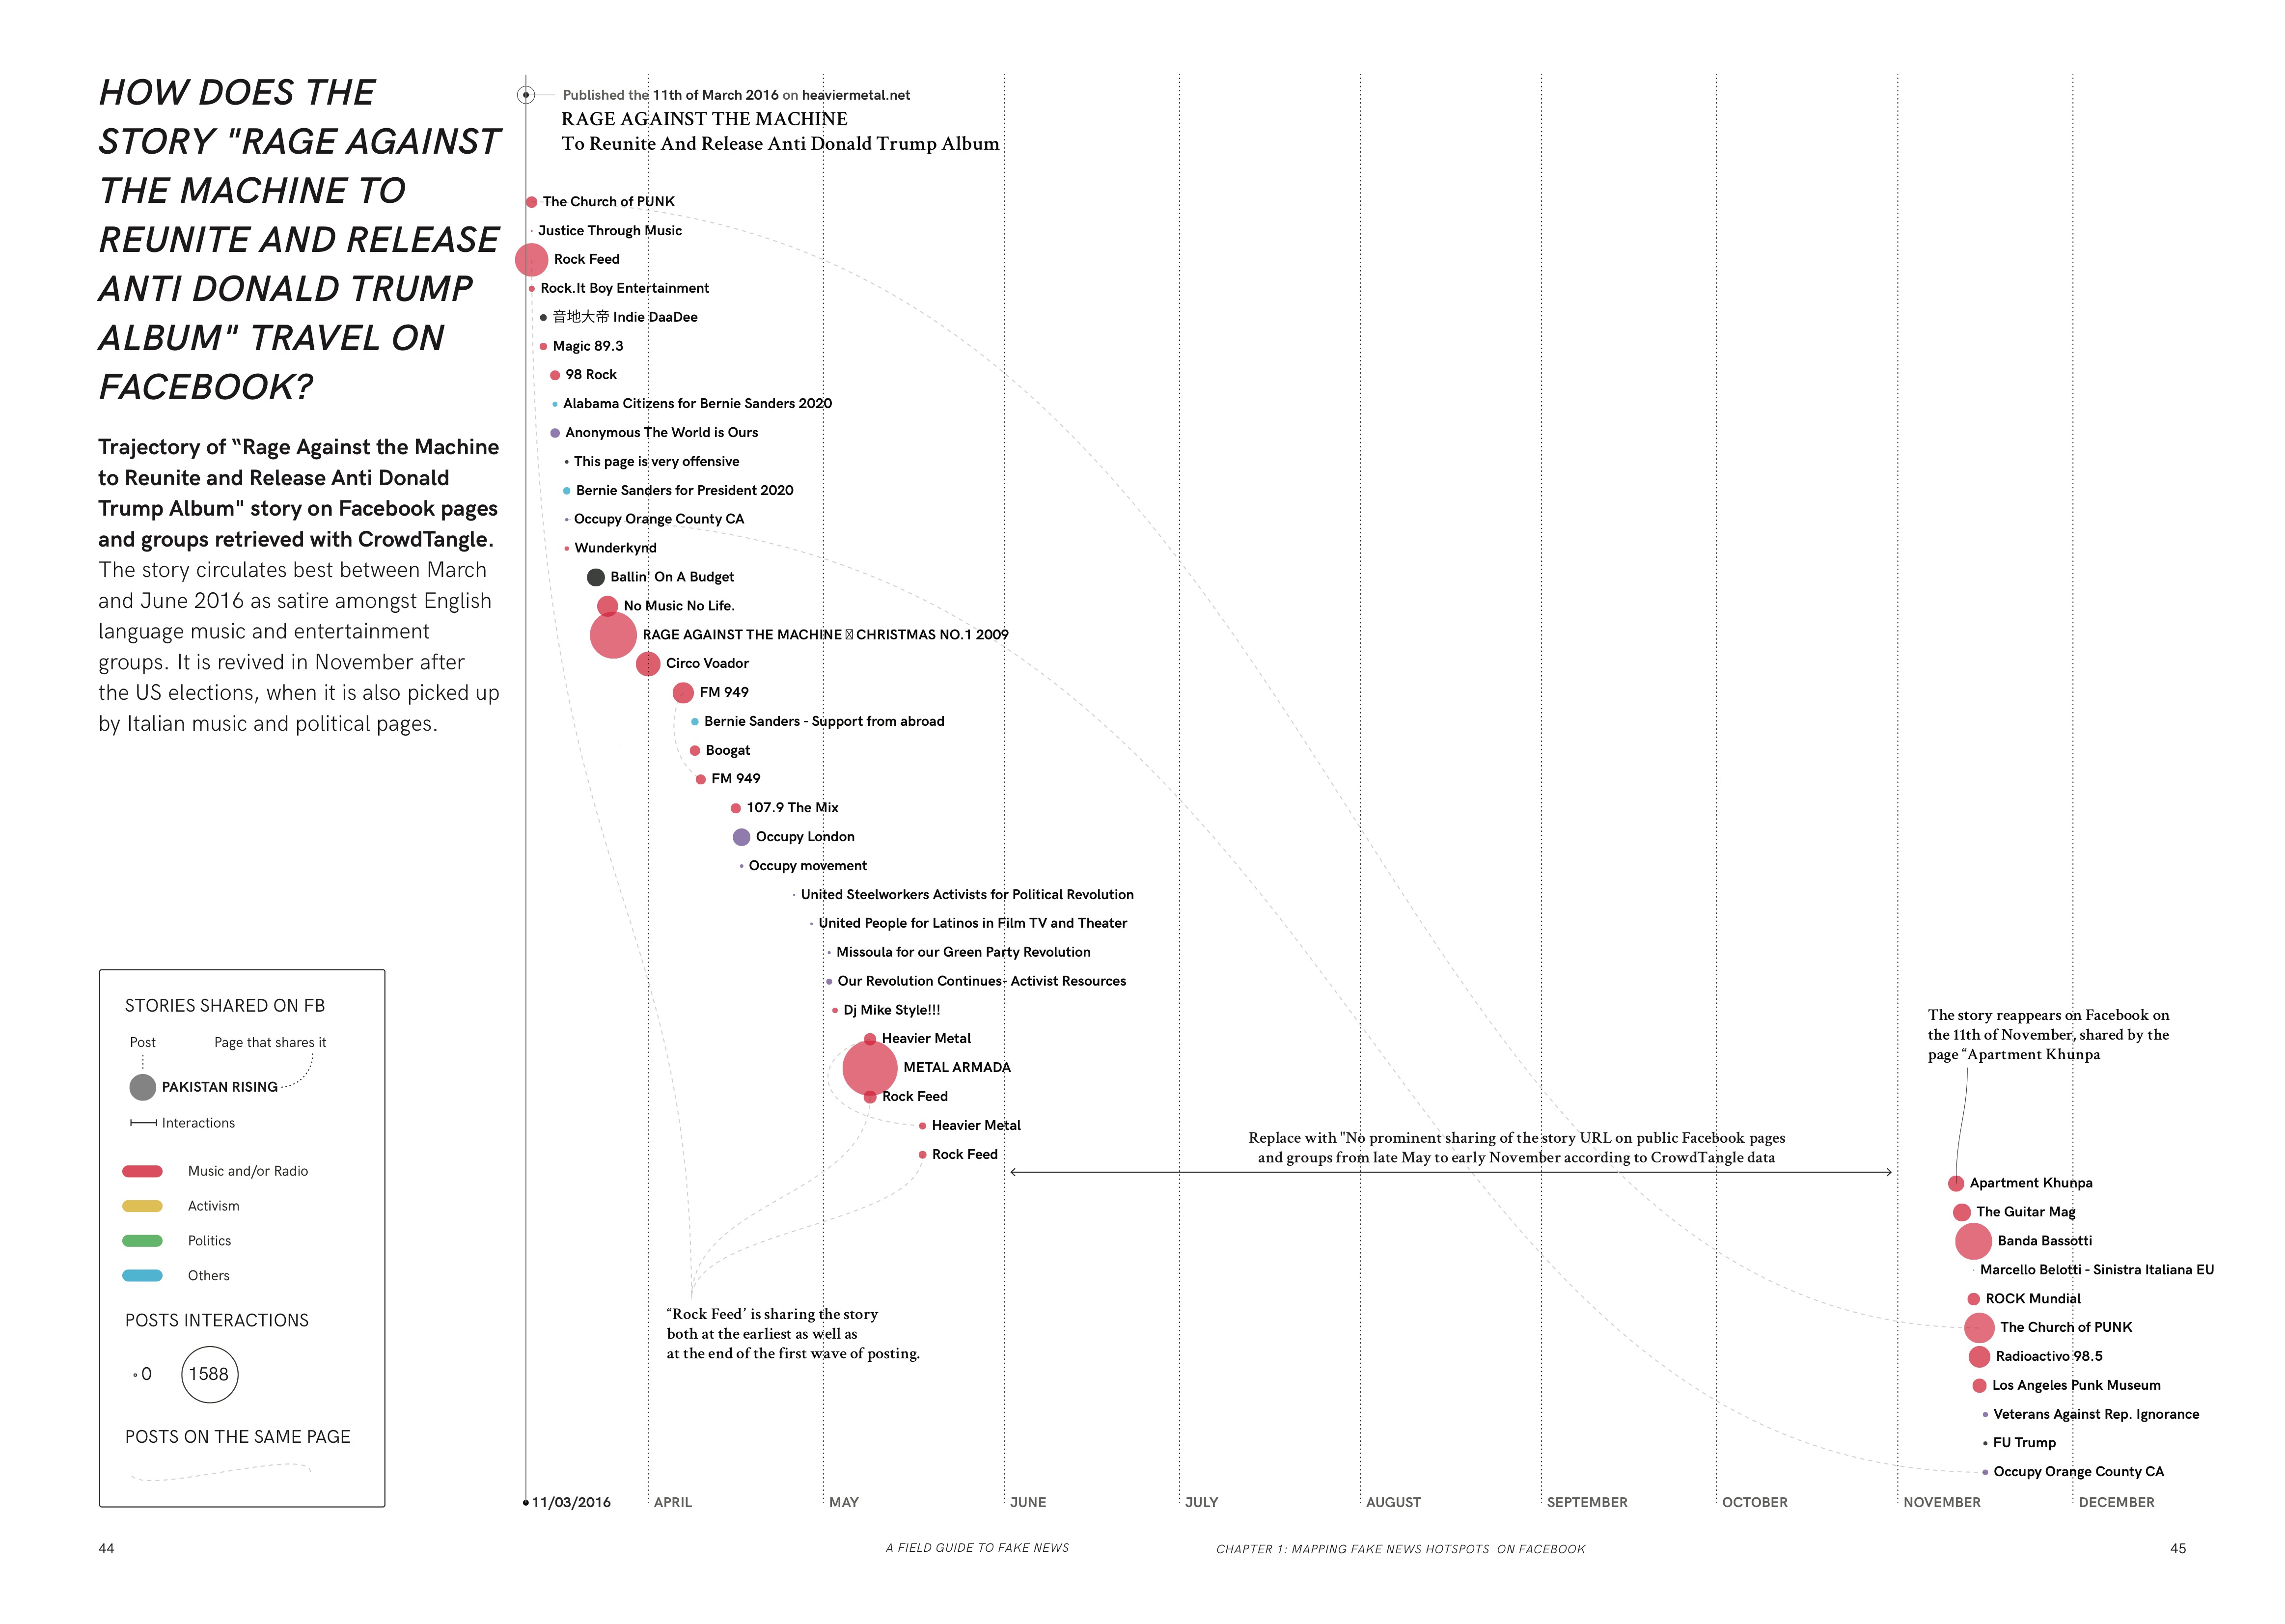 HOW DOES THE
STORY "RAGE AGAINST
THE MACHINE TO
REUNITE AND RELEASE
ANTI DONALD TRUMP
ALBUM" TRAVEL ON
FACEBOOK?
Trajectory of “Rage Against the Machine
to Reunite and Release Anti Donald
Trump Album" story on Facebook pages
and groups retrieved with CrowdTangle.
The story circulates best between March
and June 2016 as satire amongst English
language music and entertainment
groups. It is revived in November after
the US elections, when it is also picked up
by Italian music and political pages.
STORIES SHARED ON FB
Post
Page that shares it
PAKISTAN RISING
Interactions
Music and/or Radio
Activism
Politics
Others
POSTS INTERACTIONS
0
1588
POSTS ON THE SAME PAGE
Published the 11th of March 2016 on heaviermetal.net
RAGE AGAINST THE MACHINE
To Reunite And Release Anti Donald Trump Album
The Church of PUNK
Justice Through Music
Rock Feed
Rock.It Boy Entertainment
音地大帝 Indie DaaDee
Magic 89.3
98 Rock
Alabama Citizens for Bernie Sanders 2020
Anonymous The World is Ours
This page is very offensive
Bernie Sanders for President 2020
Occupy Orange County CA
Wunderkynd
Ballin' On A Budget
No Music No Life.
RAGE AGAINST THE MACHINE CHRISTMAS NO.1 2009
Circo Voador
FM 949
Bernie Sanders - Support from abroad
Boogat
FM 949
107.9 The Mix
Occupy London
Occupy movement
United Steelworkers Activists for Political Revolution
United People for Latinos in Film TV and Theater
Missoula for our Green Party Revolution
Our Revolution Continues- Activist Resources
Dj Mike Style!!!
Heavier Metal
METAL ARMADA
Rock Feed
Heavier Metal
Rock Feed
“Rock Feed’ is sharing the story
both at the earliest as well as
at the end of the first wave of posting.
Replace with "No prominent sharing of the story URL on public Facebook pages
and groups from late May to early November according to CrowdTangle data
The story reappears on Facebook on
the 11th of November, shared by the
page “Apartment Khunpa
Apartment Khunpa
The Guitar Mag
Banda Bassotti
Marcello Belotti - Sinistra Italiana EU
ROCK Mundial
The Church of PUNK
Radioactivo 98.5
Los Angeles Punk Museum
Veterans Against Rep. Ignorance
FU Trump
Occupy Orange County CA
11/03/2016
APRIL
MAY
JUNE
JULY
AUGUST
SEPTEMBER
OCTOBER
NOVEMBER
DECEMBER
44
A FIELD GUIDE TO FAKE NEWS
CHAPTER 1: MAPPING FAKE NEWS HOTSPOTS ON FACEBOOK
45